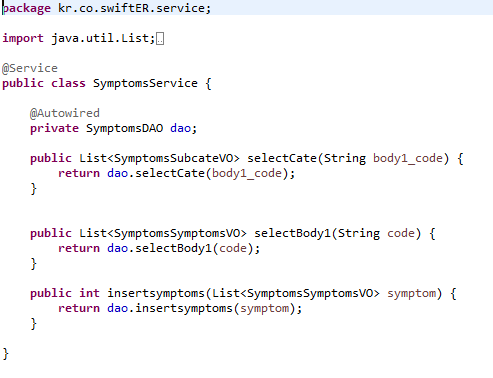 package kr.co.swiftER.service;
import java.util.List;
@Service
public class SymptomsService {
@Autowired
private SymptomsDAO dao;
public List<SymptomsSubcateVO> selectCate(String body1_code) {
return dao.selectCate(body1_code);
}
public List<SymptomsSymptomsVO> selectBody1(String code) {
return dao.selectBody1(code);
}
public int insertsymptoms(List<SymptomsSymptomsVO> symptom) {
return dao.insertsymptoms(symptom);
}
}